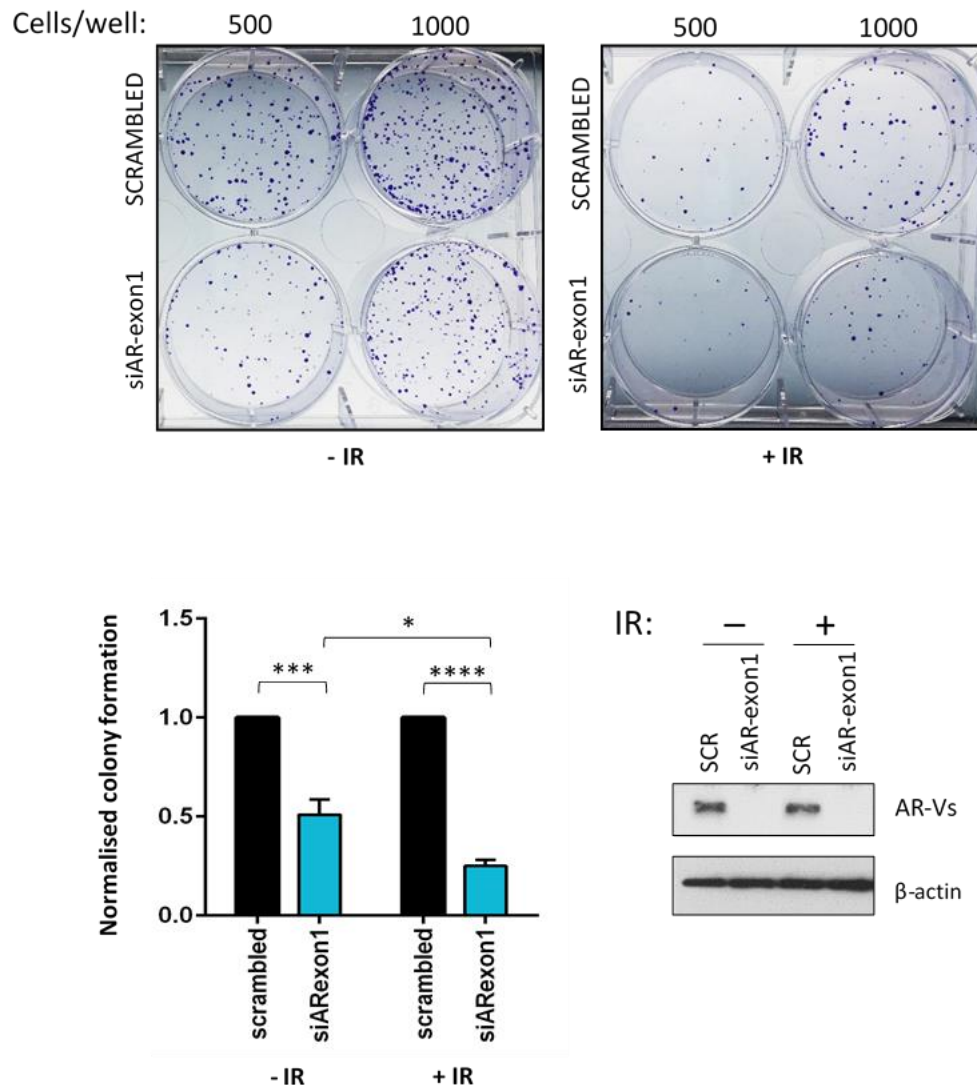 Cells/well: 500 1000 500 1000
SCRAMBLED
siAR-exon1
SCRAMBLED
siAR-exon1
- IR
+ IR
Normalised colony formation
1.5
1.0
0.5
0.0
***
*
****
scrambled
siARexon1
scrambled
siARexon1
- IR
+ IR
IR: − +
SCR
siAR-exon1
SCR
siAR-exon1
AR-Vs
β-actin